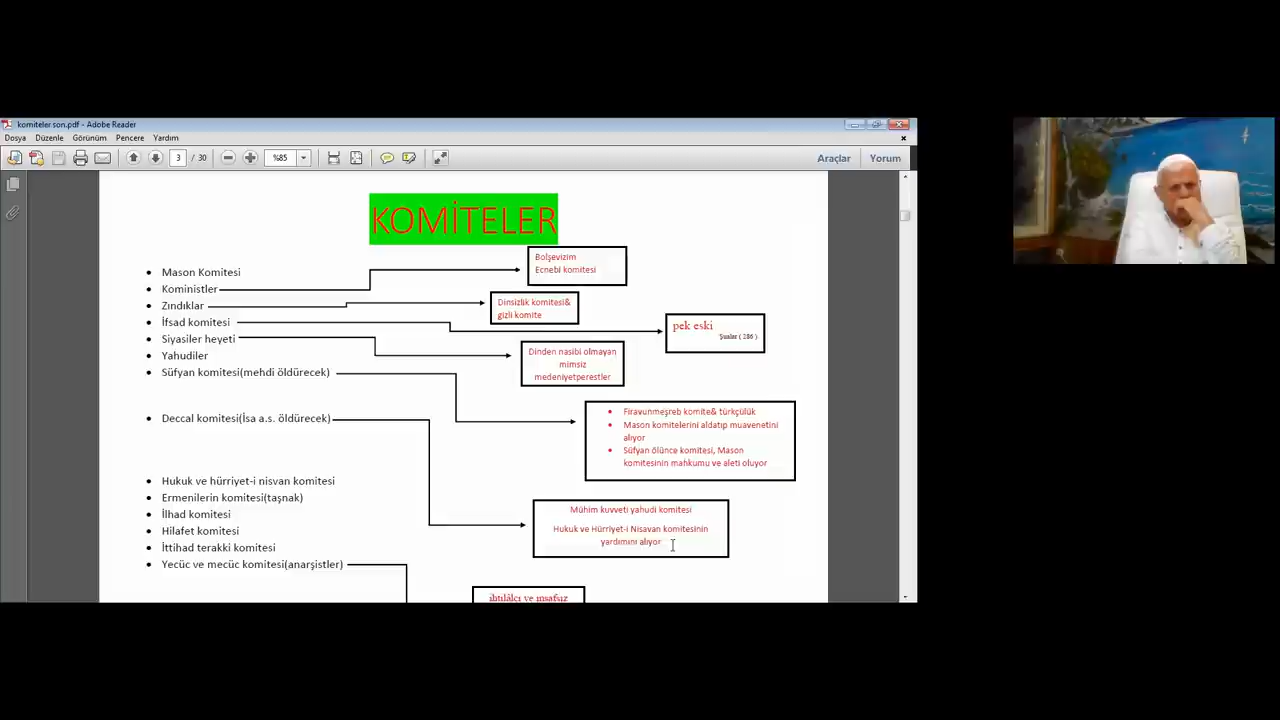 komiteler son.pdf - Adobe Reader
Dosya Düzenle Görünüm Pencere Yardım
3 / 30 %85 Araçlar Yorum
KOMİTELER
• Mason Komitesi
• Koministler
• Zındıklar
• İfsad komitesi
• Siyasiler heyeti
• Yahudiler
• Süfyan komitesi(mehdi öldürecek)
• Deccal komitesi(İsa a.s. öldürecek)
• Hukuk ve hürriyet-i nisvan komitesi
• Ermenilerin komitesi(taşnak)
• İlhad komitesi
• Hilafet komitesi
• İttihad terakki komitesi
• Yecüc ve mecüc komitesi(anarşistler)
Bolşevizim
Ecnebi komitesi
Dinsizlik komitesi&
gizli komite
pek eski
Şualar ( 286 )
Dinden nasibi olmayan
mimsiz
medeniyetperestler
• Firavunmeşreb komite& türkçülük
• Mason komitelerini aldatıp muavenetini
alıyor
• Süfyan ölünce komitesi, Mason
komitesinin mahkumu ve aleti oluyor
Mühim kuvveti yahudi komitesi
Hukuk ve Hürriyet-i Nisavan komitesinin
yardımını alıyor
ihtilâlci ve insafsız